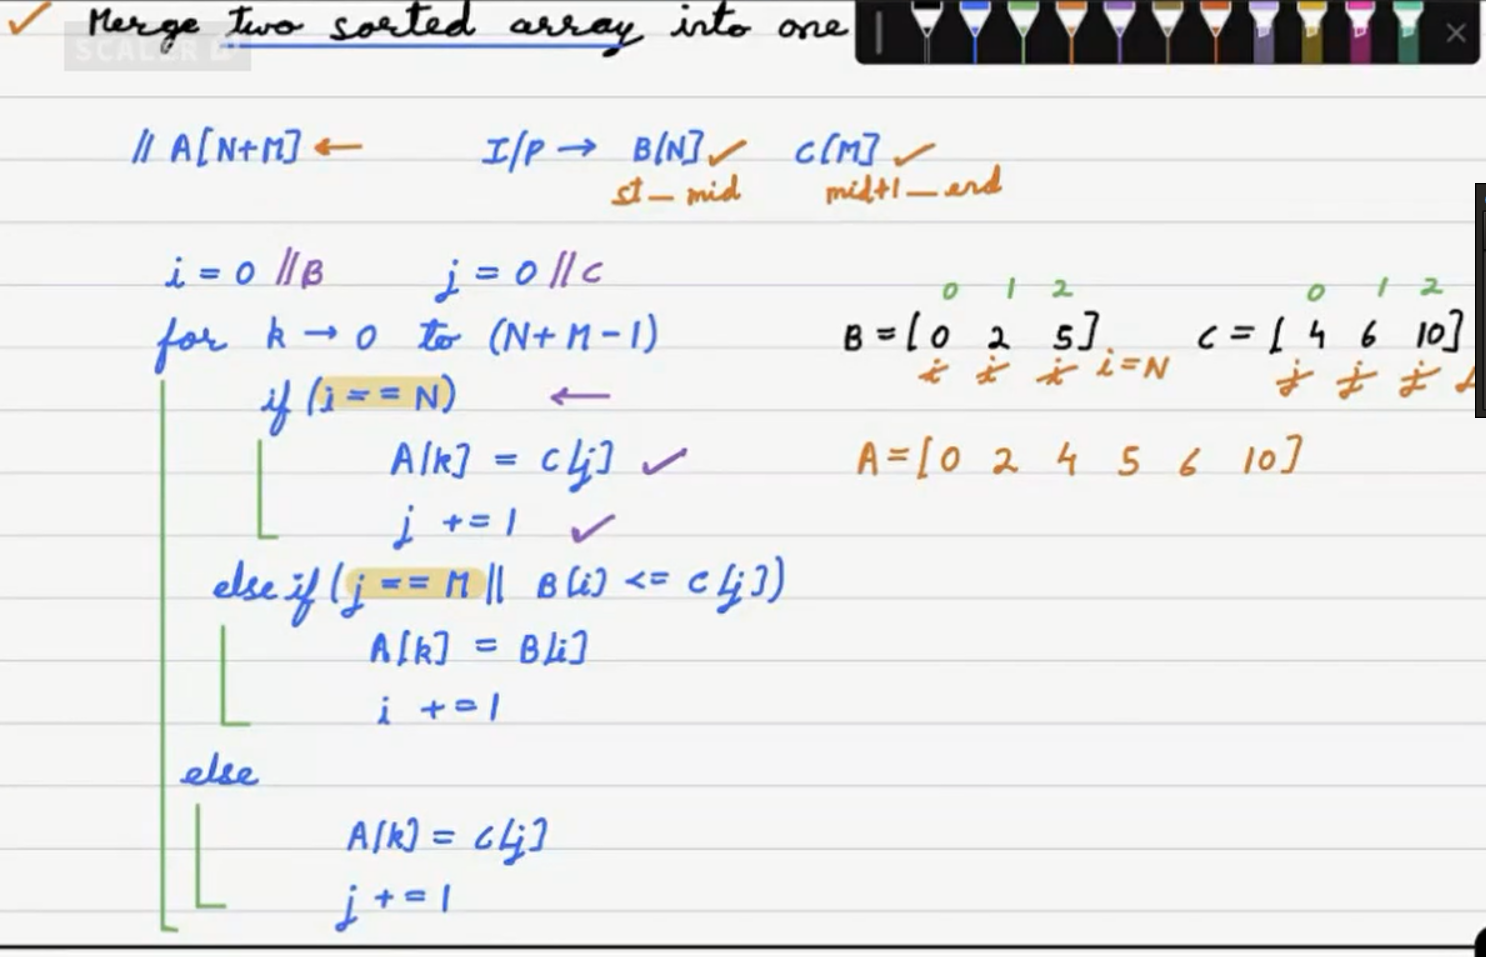 ✓ Merge two sorted array into one
SCALER
// A[N+M] ← I/P → B[N] ✓ C[M] ✓
st — mid mid+1 — end
i = 0 // B j = 0 // C
for k → 0 to (N+M-1)
if (i == N) ←
A[k] = C[j] ✓
j += 1 ✓
else if (j == M || B[i] <= C[j])
A[k] = B[i]
i += 1
else
A[k] = C[j]
j += 1
0 1 2 0 1 2
B = [0 2 5] C = [4 6 10]
i i i i=N j j j
A = [0 2 4 5 6 10]